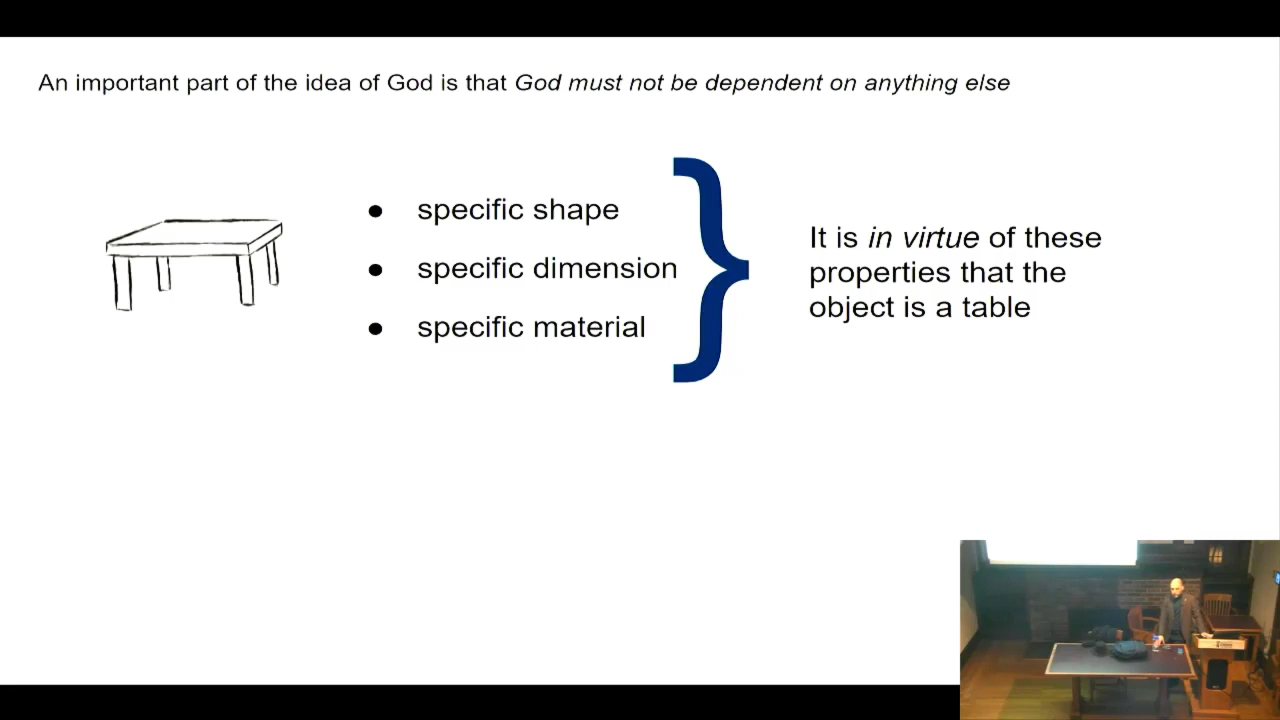 An important part of the idea of God is that God must not be dependent on anything else
● specific shape
● specific dimension
● specific material
It is in virtue of these
properties that the
object is a table